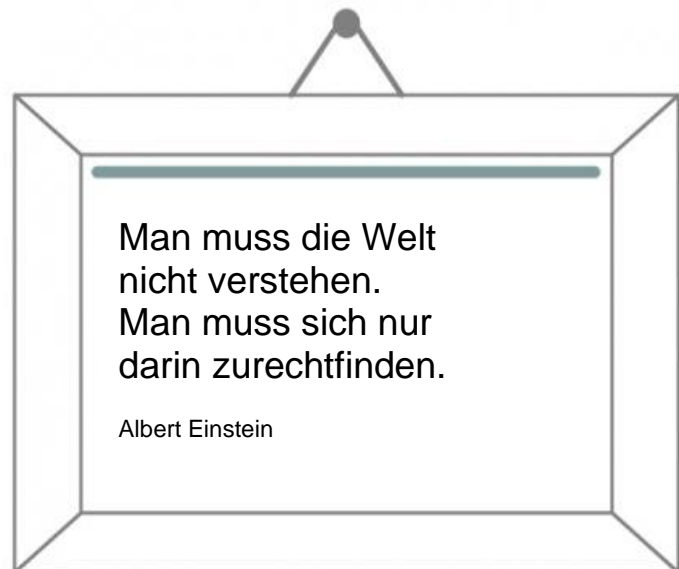 Man muss die Welt
nicht verstehen.
Man muss sich nur
darin zurechtfinden.
Albert Einstein